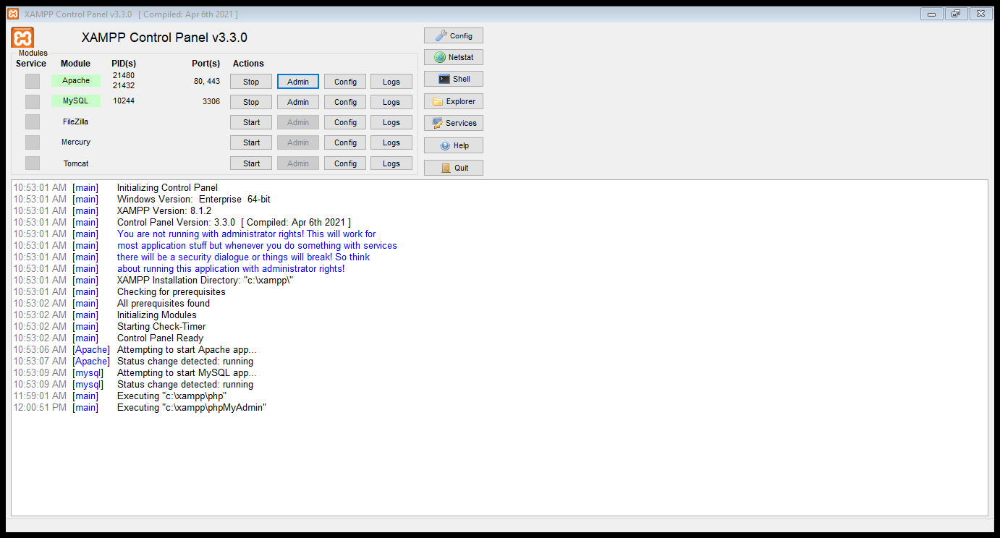 XAMPP Control Panel v3.3.0 [ Compiled: Apr 6th 2021 ]
XAMPP Control Panel v3.3.0
Config
Modules
Service Module PID(s) Port(s) Actions
Netstat
Apache 21480 21432 80, 443 Stop Admin Config Logs
Shell
MySQL 10244 3306 Stop Admin Config Logs
Explorer
FileZilla Start Admin Config Logs
Services
Mercury Start Admin Config Logs
Help
Tomcat Start Admin Config Logs
Quit
10:53:01 AM [main] Initializing Control Panel
10:53:01 AM [main] Windows Version: Enterprise 64-bit
10:53:01 AM [main] XAMPP Version: 8.1.2
10:53:01 AM [main] Control Panel Version: 3.3.0 [ Compiled: Apr 6th 2021 ]
10:53:01 AM [main] You are not running with administrator rights! This will work for
10:53:01 AM [main] most application stuff but whenever you do something with services
10:53:01 AM [main] there will be a security dialogue or things will break! So think
10:53:01 AM [main] about running this application with administrator rights!
10:53:01 AM [main] XAMPP Installation Directory: "c:\xampp\"
10:53:01 AM [main] Checking for prerequisites
10:53:02 AM [main] All prerequisites found
10:53:02 AM [main] Initializing Modules
10:53:02 AM [main] Starting Check-Timer
10:53:02 AM [main] Control Panel Ready
10:53:06 AM [Apache] Attempting to start Apache app...
10:53:07 AM [Apache] Status change detected: running
10:53:09 AM [mysql] Attempting to start MySQL app...
10:53:09 AM [mysql] Status change detected: running
11:59:01 AM [main] Executing "c:\xampp\php"
12:00:51 PM [main] Executing "c:\xampp\phpMyAdmin"